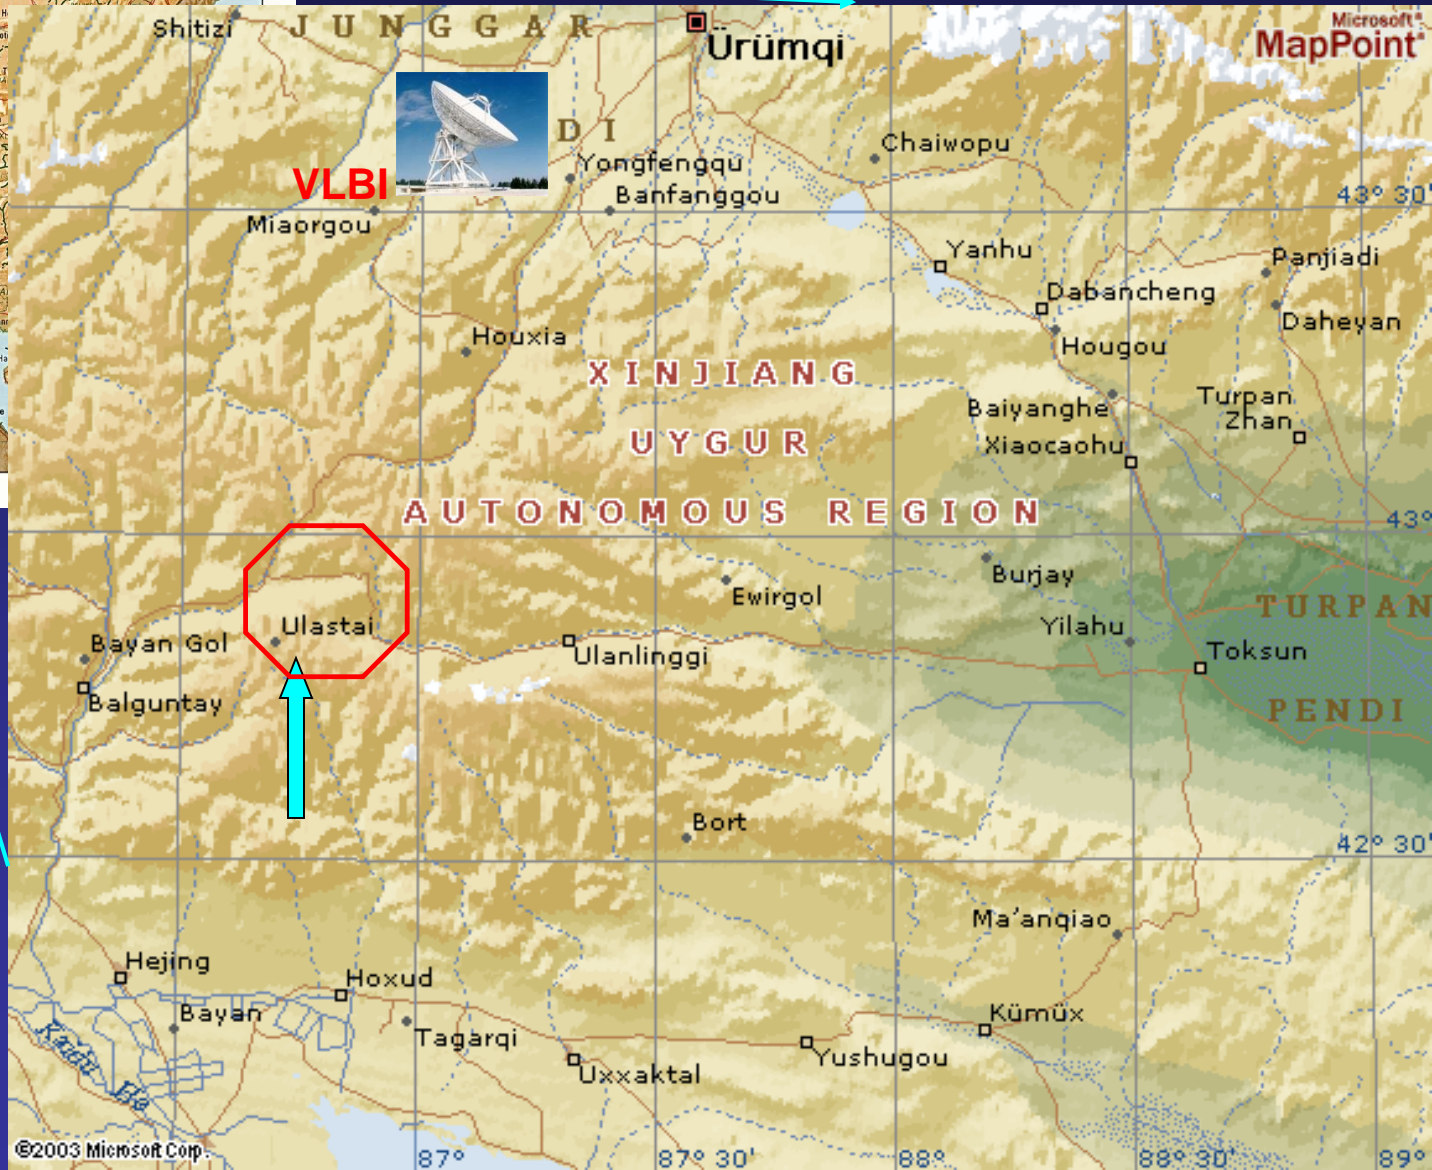 Shitizi
JUNGGAR
Microsoft®
MapPoint®
Ürümqi
DI
Chaiwopu
Yongfengqu
VLBI
Banfanggou
43° 30'
Miaorgou
Yanhu
Panjiadi
Dabancheng
Daheyan
Houxia
Hougou
XINJIANG
Turpan
Zhan
Baiyanghe
UYGUR
Xiaocaohu
AUTONOMOUS REGION
43°
Burjay
Ewirgol
TURPAN
Ulastai
Yilahu
Bayan Gol
Ulanlinggi
Toksun
Balguntay
PENDI
Bort
42° 30'
Ma'anqiao
Hejing
Hoxud
Bayan
Kümüx
Kaidu He
Tagarqi
Yushugou
Uxxaktal
©2003 Microsoft Corp.
87°
87° 30'
88°
88° 30'
89°